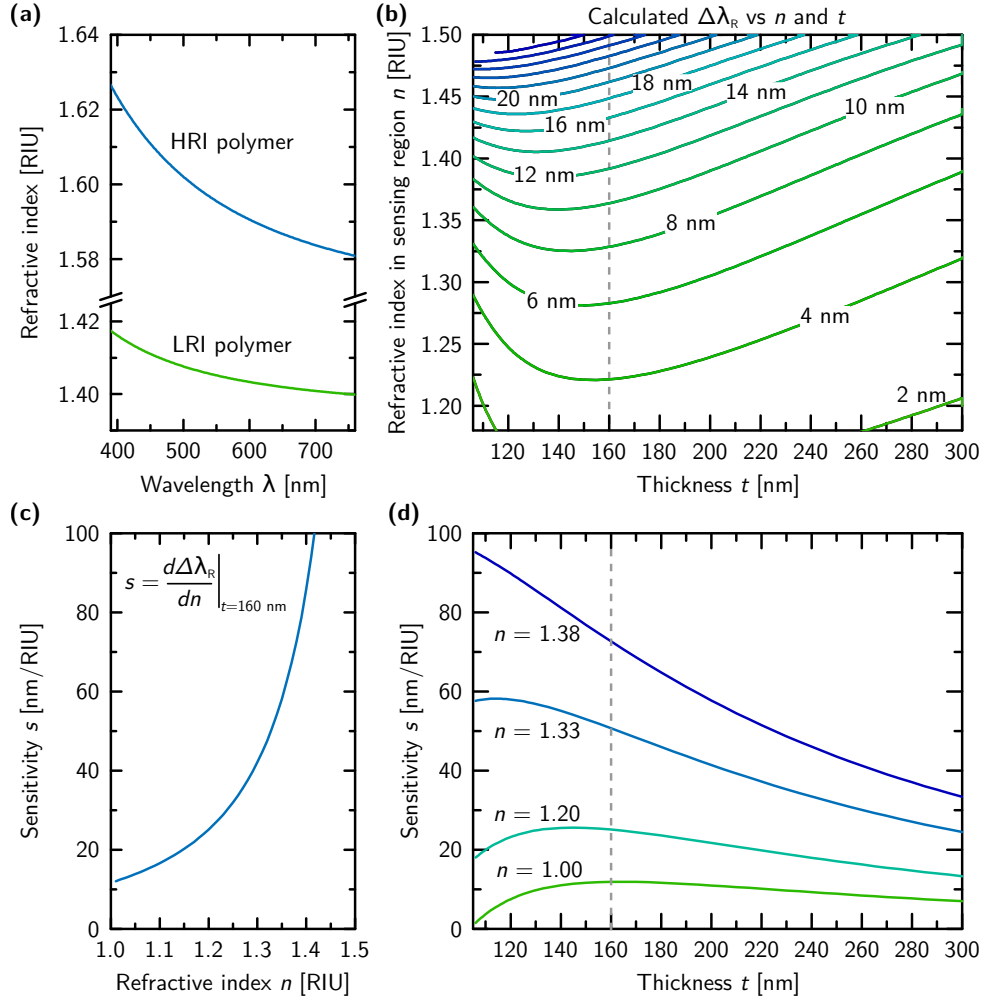 (a)
1.64
1.62
1.60
1.58
1.42
1.40
Refractive index [RIU]
HRI polymer
LRI polymer
400 500 600 700
Wavelength λ [nm]
(b)
Calculated Δλ_R vs n and t
1.50
1.45
1.40
1.35
1.30
1.25
1.20
Refractive index in sensing region n [RIU]
20 nm
18 nm
16 nm
14 nm
12 nm
10 nm
8 nm
6 nm
4 nm
2 nm
120 140 160 180 200 220 240 260 280 300
Thickness t [nm]
(c)
100
80
60
40
20
0
Sensitivity s [nm/RIU]
s = dΔλ_R/dn |t=160 nm
1.0 1.1 1.2 1.3 1.4 1.5
Refractive index n [RIU]
(d)
100
80
60
40
20
0
Sensitivity s [nm/RIU]
n = 1.38
n = 1.33
n = 1.20
n = 1.00
120 140 160 180 200 220 240 260 280 300
Thickness t [nm]